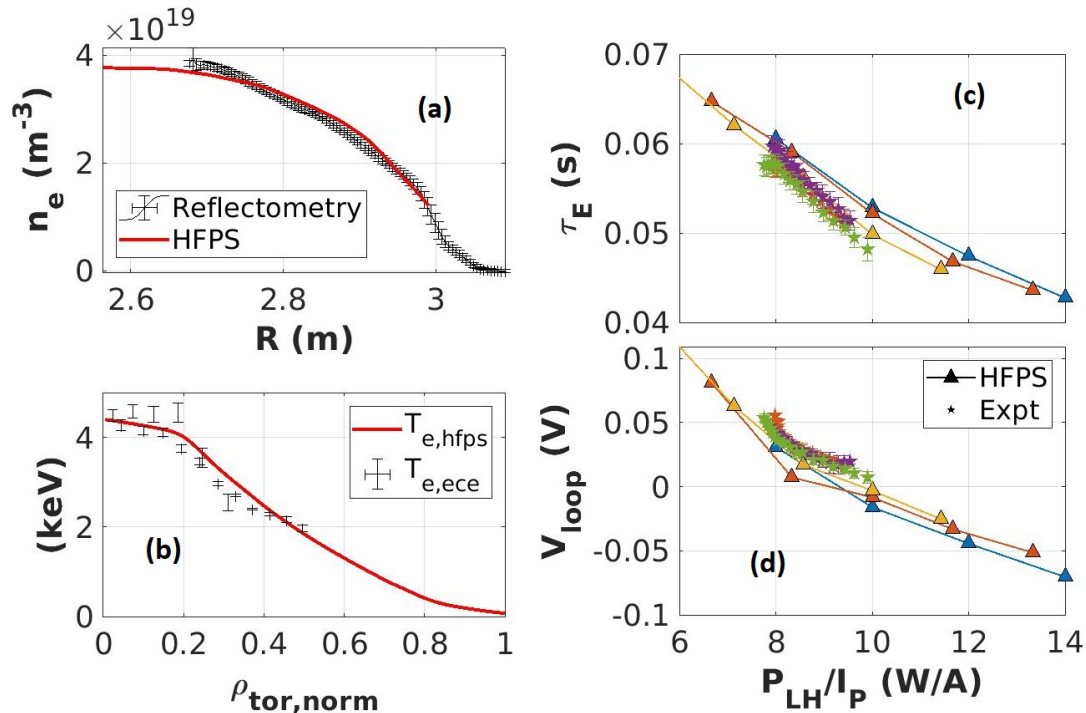 ×10^19
4
2
0
n_e (m^-3)
(a)
Reflectometry
HFPS
2.6
2.8
3
R (m)
4
2
0
(keV)
T_e,hfps
T_e,ece
(b)
0
0.2
0.4
0.6
0.8
1
ρ_tor,norm
0.07
0.06
0.05
0.04
τ_E (s)
(c)
0.1
0.05
0
-0.05
-0.1
V_loop (V)
HFPS
Expt
(d)
6
8
10
12
14
P_LH/I_P (W/A)